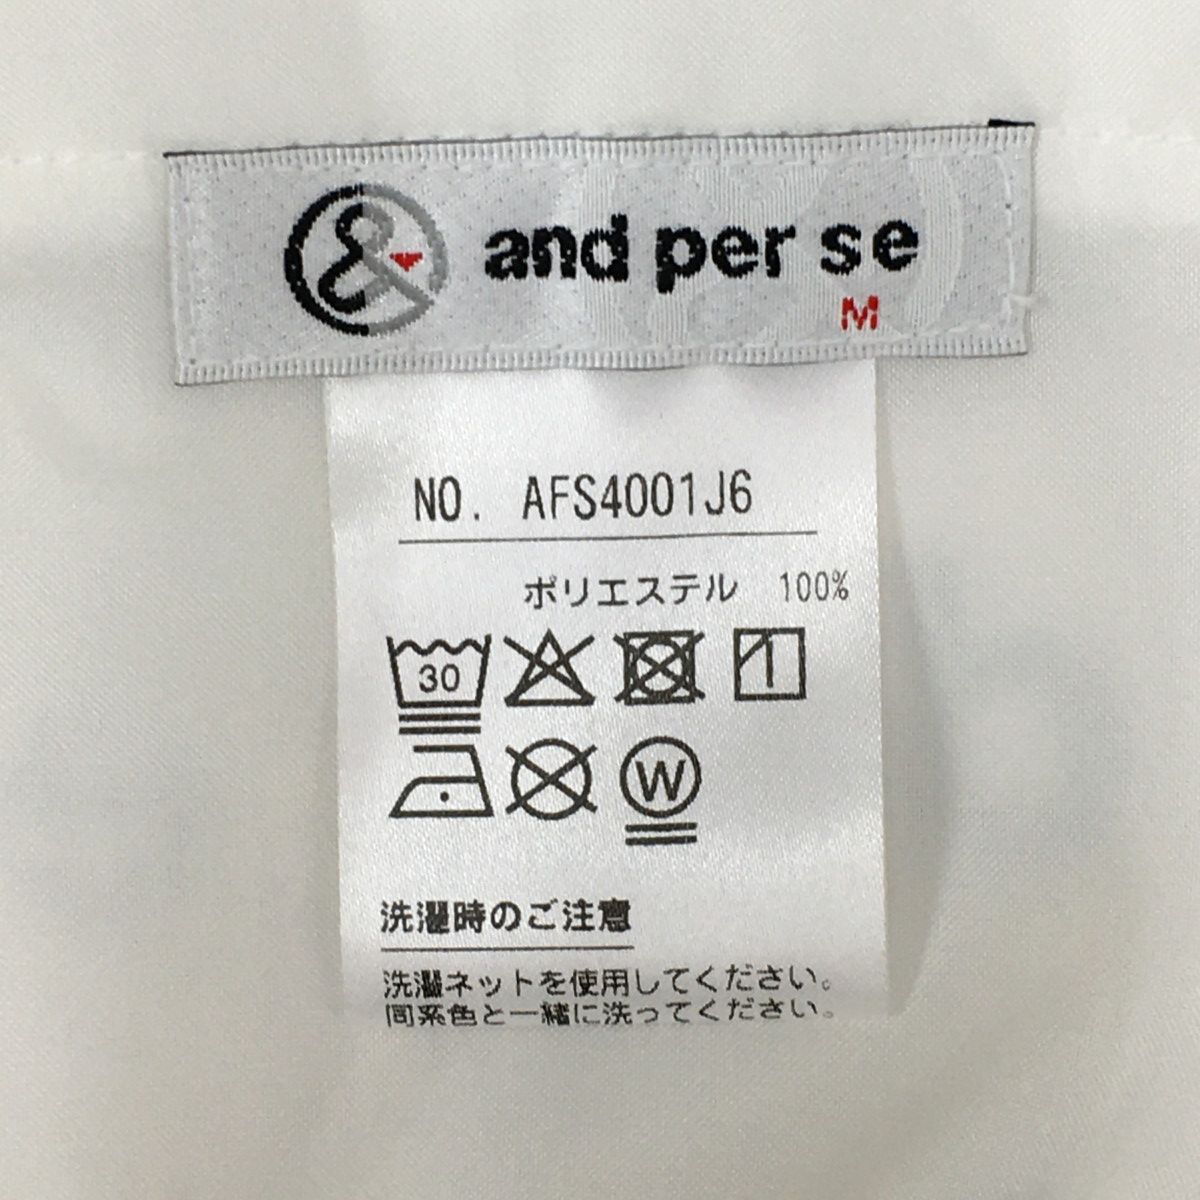 and per se
M
NO. AFS4001J6
ポリエステル 100%
30
W
洗濯時のご注意
洗濯ネットを使用してください。
同系色と一緒に洗ってください。